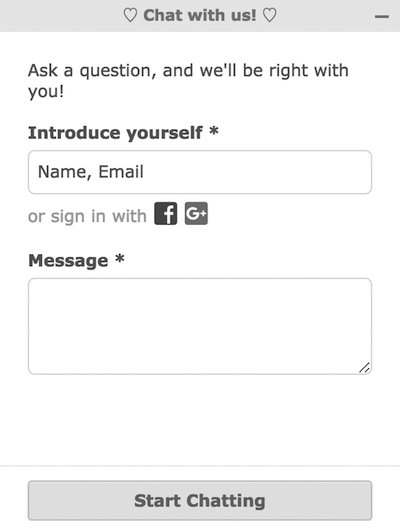 ♡ Chat with us! ♡
Ask a question, and we'll be right with
you!
Introduce yourself *
Name, Email
or sign in with f G+
Message *
Start Chatting